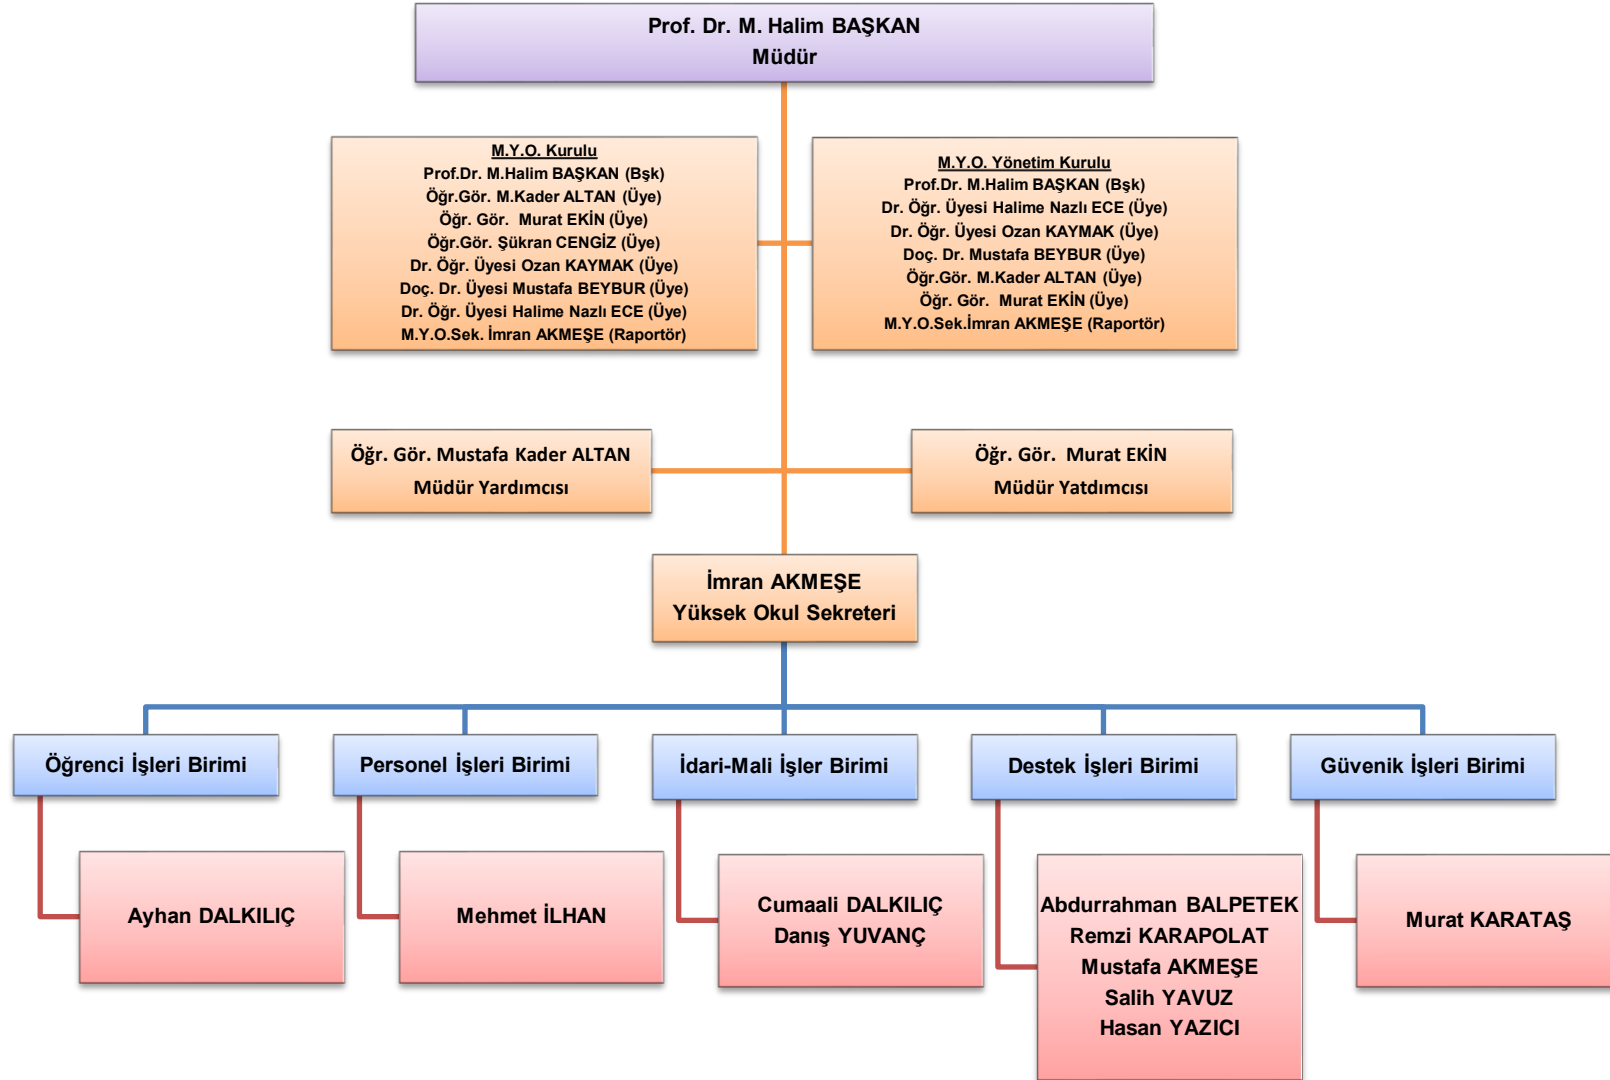 Prof. Dr. M. Halim BAŞKAN
Müdür
M.Y.O. Kurulu
Prof.Dr. M.Halim BAŞKAN (Bşk)
Öğr.Gör. M.Kader ALTAN (Üye)
Öğr. Gör.  Murat EKİN (Üye)
Öğr.Gör. Şükran CENGİZ (Üye)
Dr. Öğr. Üyesi Ozan KAYMAK (Üye)
Doç. Dr. Üyesi Mustafa BEYBUR (Üye)
Dr. Öğr. Üyesi Halime Nazlı ECE (Üye)
M.Y.O.Sek. İmran AKMEŞE (Raportör)
M.Y.O. Yönetim Kurulu
Prof.Dr. M.Halim BAŞKAN (Bşk)
Dr. Öğr. Üyesi Halime Nazlı ECE (Üye)
Dr. Öğr. Üyesi Ozan KAYMAK (Üye)
Doç. Dr. Mustafa BEYBUR (Üye)
Öğr.Gör. M.Kader ALTAN (Üye)
Öğr. Gör.  Murat EKİN (Üye)
M.Y.O.Sek.İmran AKMEŞE (Raportör)
Öğr. Gör. Mustafa Kader ALTAN
Müdür Yardımcısı
Öğr. Gör.  Murat EKİN
Müdür Yatdımcısı
İmran AKMEŞE
Yüksek Okul Sekreteri
Öğrenci İşleri Birimi
Personel İşleri Birimi
İdari-Mali İşler Birimi
Destek İşleri Birimi
Güvenik İşleri Birimi
Ayhan DALKILIÇ
Mehmet İLHAN
Cumaali DALKILIÇ
Danış YUVANÇ
Abdurrahman BALPETEK
Remzi KARAPOLAT
Mustafa AKMEŞE
Salih YAVUZ
Hasan YAZICI
Murat KARATAŞ